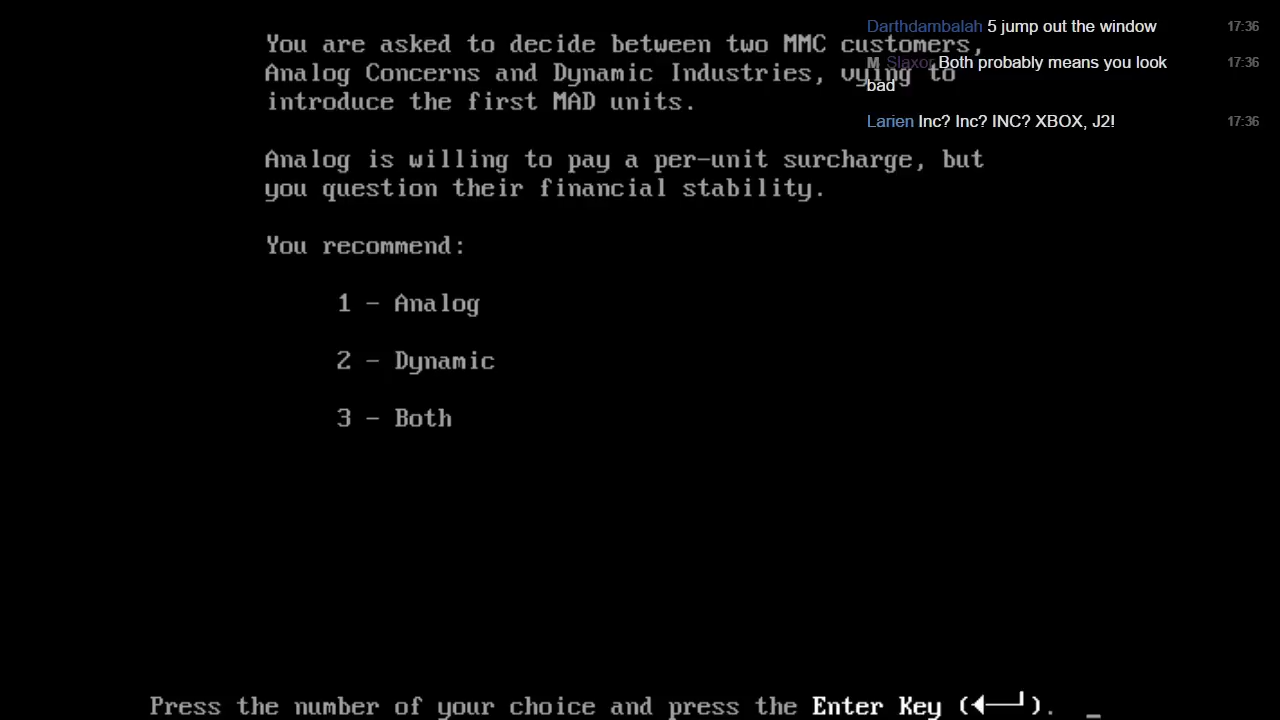 You are asked to decide between two MMC customers,
Analog Concerns and Dynamic Industries, vying to
introduce the first MAD units.
Analog is willing to pay a per-unit surcharge, but
you question their financial stability.
You recommend:
1 - Analog
2 - Dynamic
3 - Both
Press the number of your choice and press the Enter Key (◄─┘). _
Darthdambalah 5 jump out the window 17:36
M Slaxor Both probably means you look 17:36
bad
Larien Inc? Inc? INC? XBOX, J2! 17:36